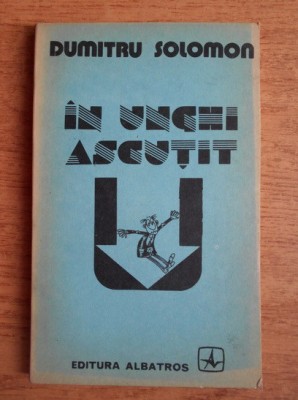 DUMITRU SOLOMON
ÎN UNGHI
ASCUȚIT
EDITURA ALBATROS